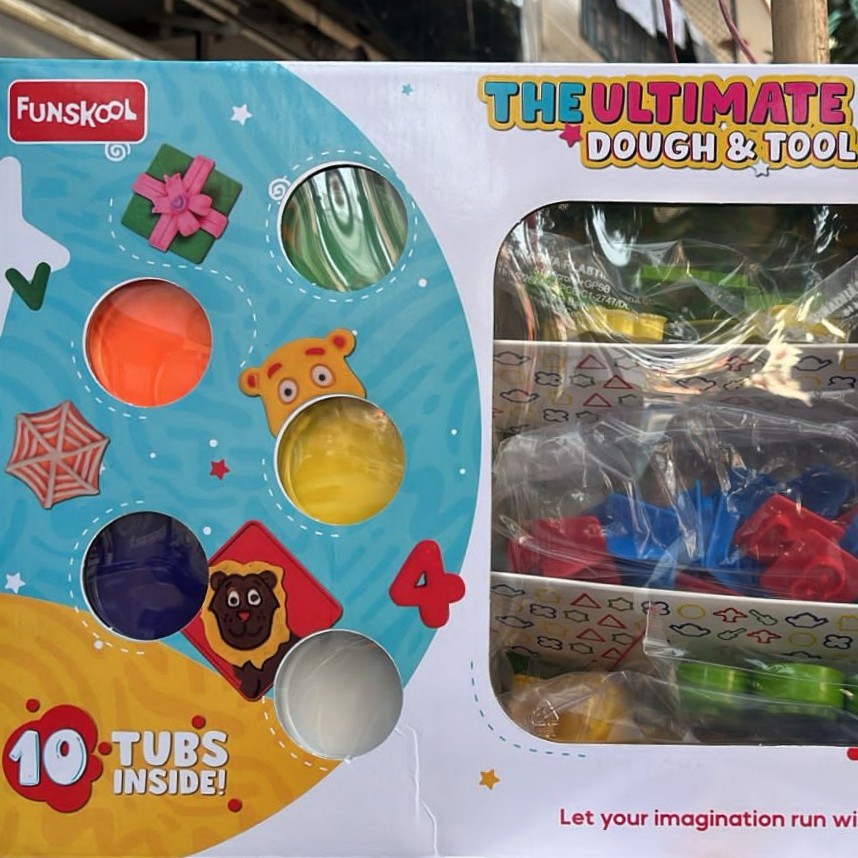 FUNSKOOL
THE ULTIMATE
DOUGH & TOOL
4
10 TUBS
INSIDE!
Let your imagination run wi